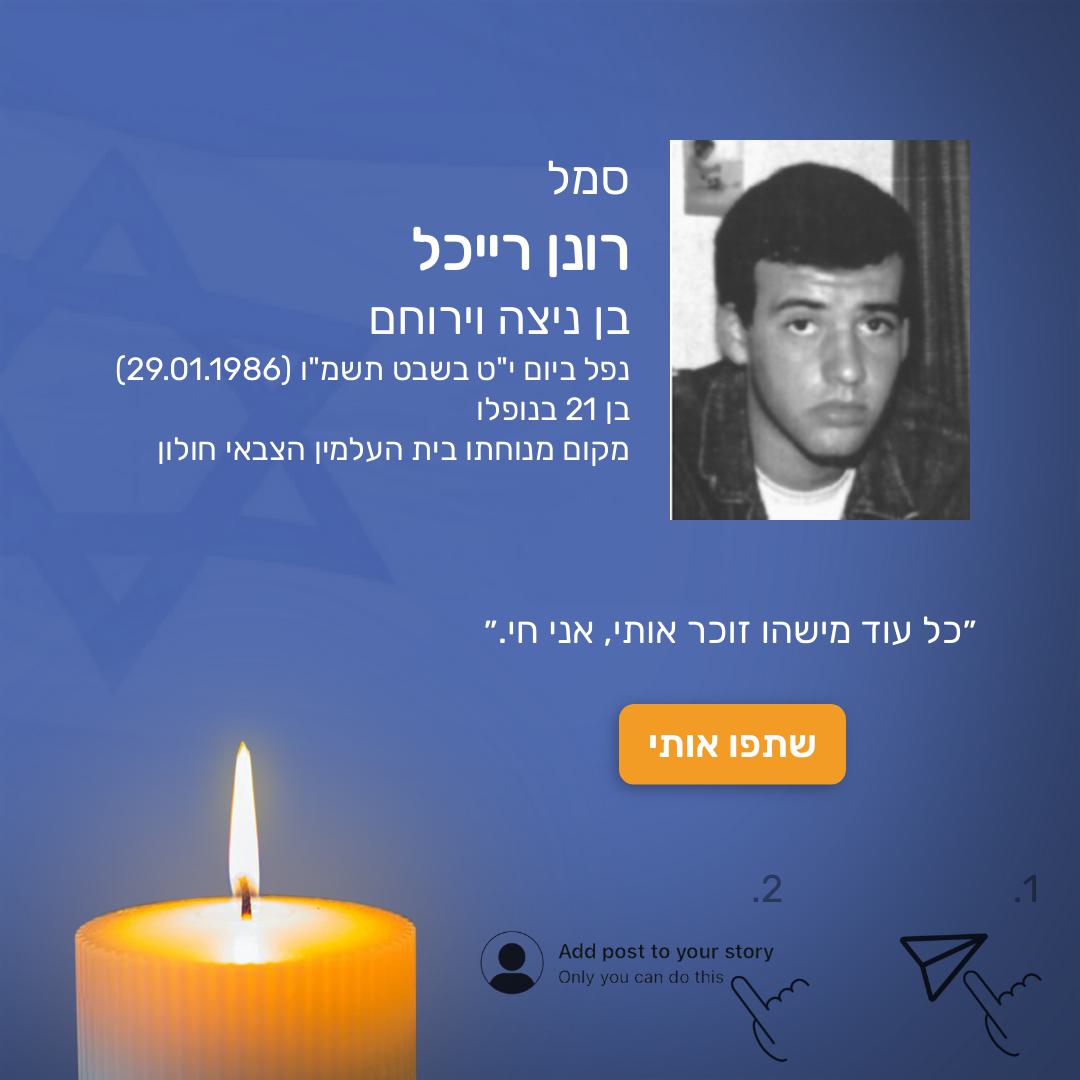 סמל
רונן רייכל
בן ניצה וירוחם
נפל ביום י"ט בשבט תשמ"ו (29.01.1986)
בן 21 בנופלו
מקום מנוחתו בית העלמין הצבאי חולון
”כל עוד מישהו זוכר אותי, אני חי.”
שתפו אותי
1.
2.
Add post to your story
Only you can do this